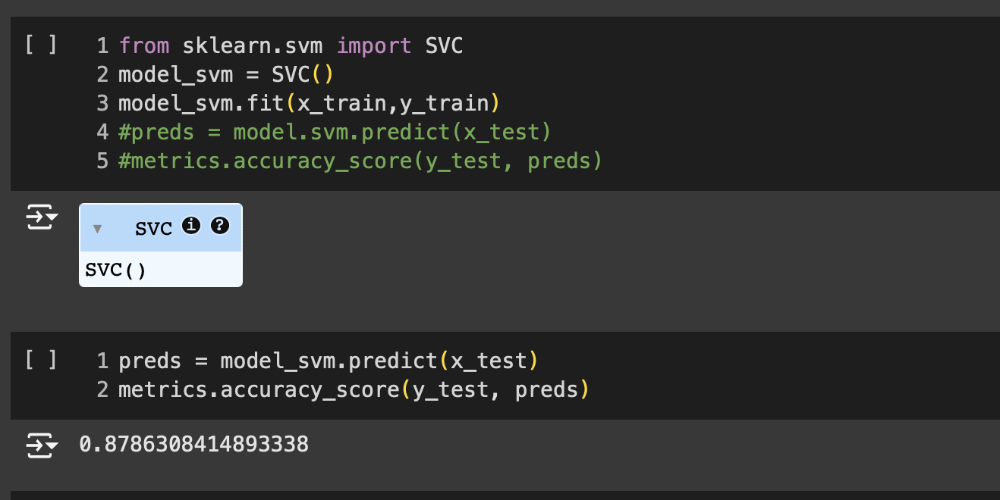 [ ] 1 from sklearn.svm import SVC
2 model_svm = SVC()
3 model_svm.fit(x_train,y_train)
4 #preds = model.svm.predict(x_test)
5 #metrics.accuracy_score(y_test, preds)
▼ SVC i ?
SVC()
[ ] 1 preds = model_svm.predict(x_test)
2 metrics.accuracy_score(y_test, preds)
0.8786308414893338